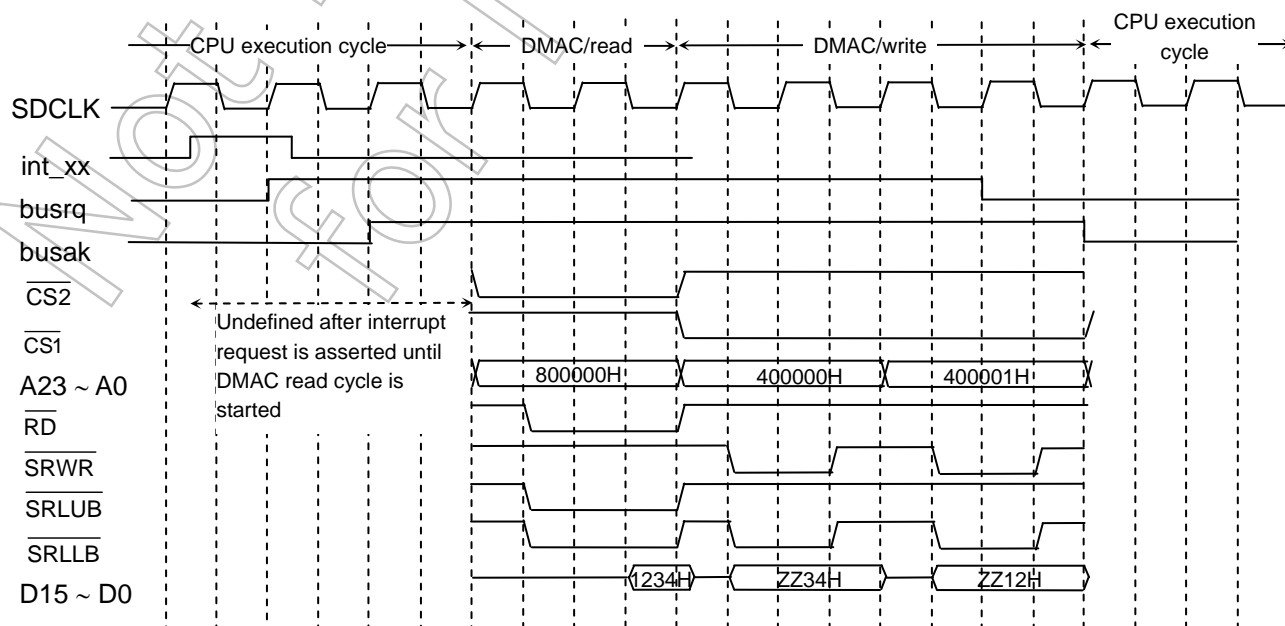 CPU execution cycle
DMAC/read
DMAC/write
CPU execution
cycle
SDCLK
int_xx
busrq
busak
CS2
Undefined after interrupt
request is asserted until
DMAC read cycle is
started
CS1
A23 ~ A0
800000H
400000H
400001H
RD
SRWR
SRLUB
SRLLB
D15 ~ D0
1234H
ZZ34H
ZZ12H
Not
for